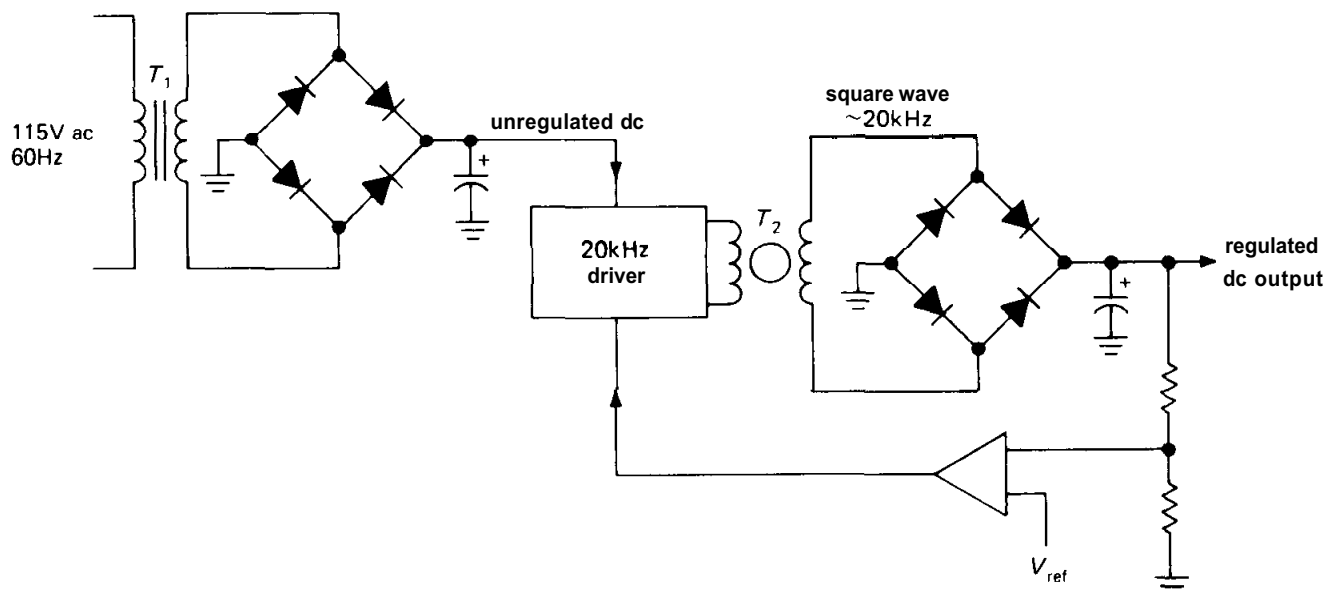 T1
115V ac
60Hz
unregulated dc
square wave
~20kHz
20kHz
driver
T2
+
+
regulated
dc output
Vref